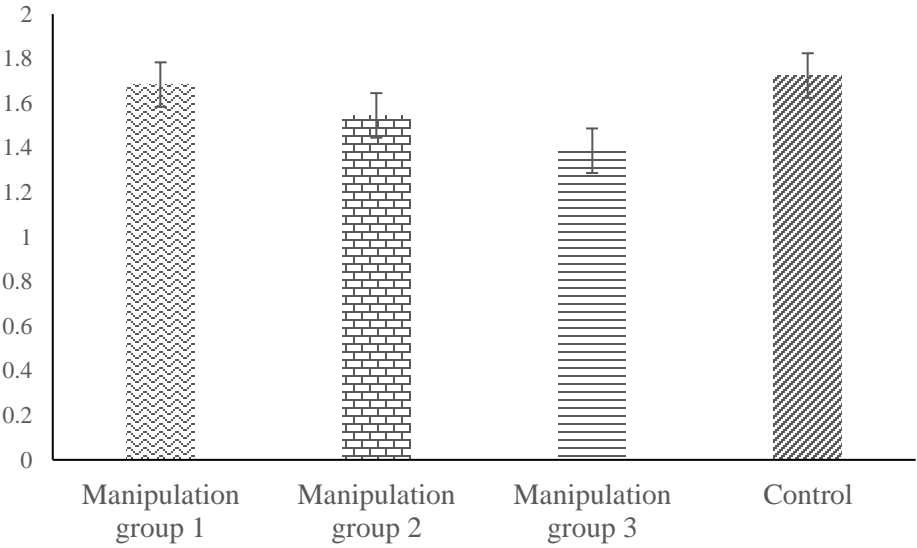 2
1.8
1.6
1.4
1.2
1
0.8
0.6
0.4
0.2
0
Manipulation group 1
Manipulation group 2
Manipulation group 3
Control